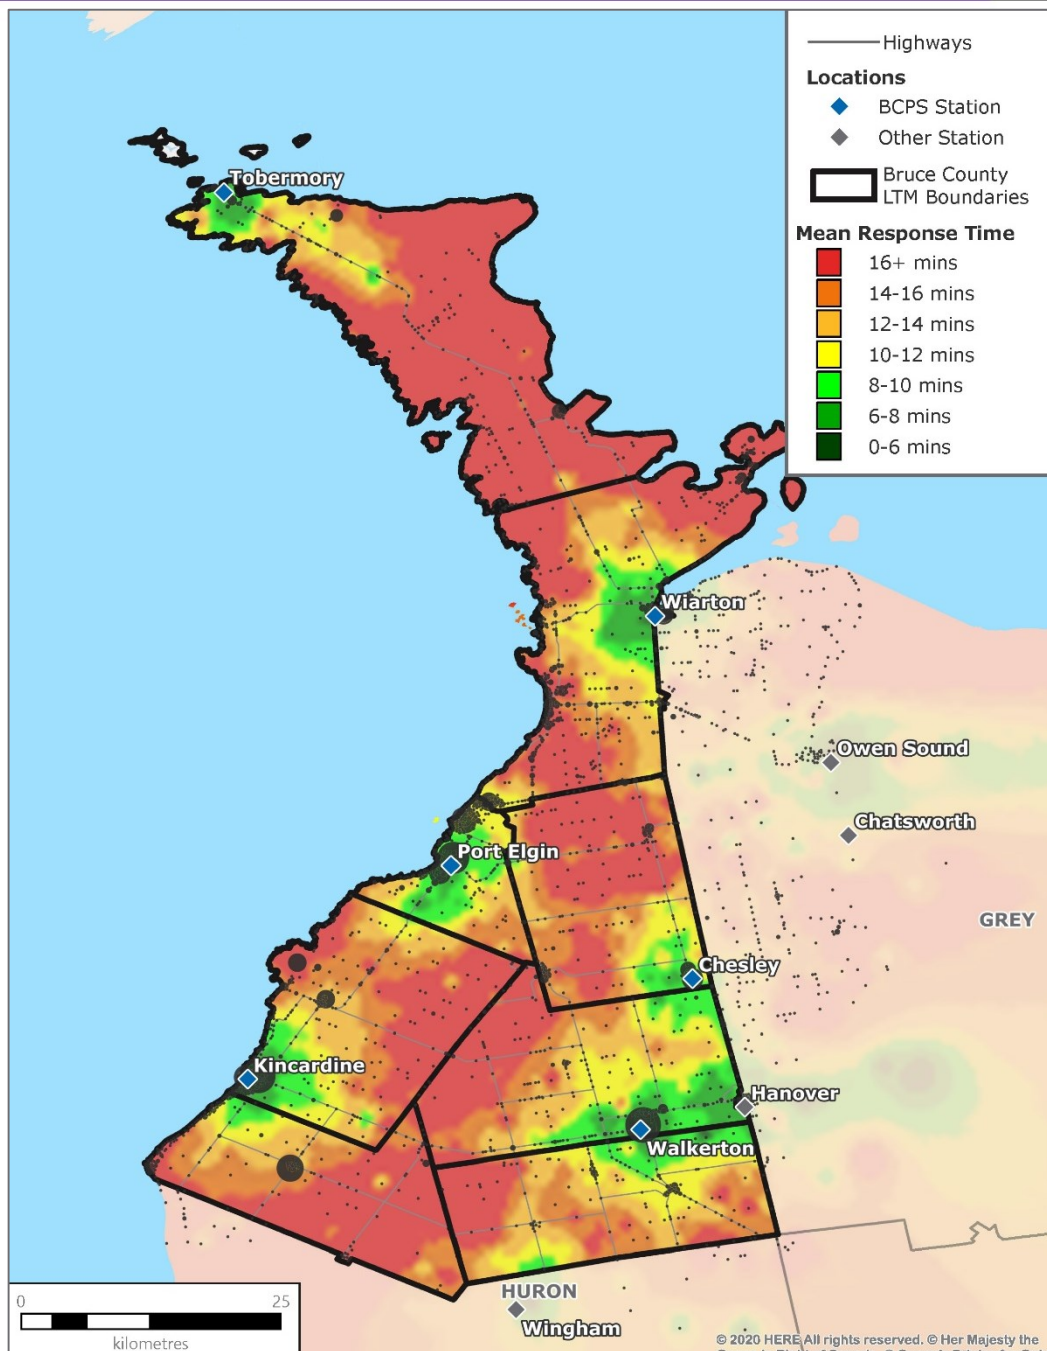 Highways
Locations
BCPS Station
Other Station
Bruce County
LTM Boundaries
Mean Response Time
16+ mins
14-16 mins
12-14 mins
10-12 mins
8-10 mins
6-8 mins
0-6 mins
Tobermory
Wiarton
Owen Sound
Chatsworth
Port Elgin
GREY
Chesley
Kincardine
Hanover
Walkerton
HURON
Wingham
0 25
kilometres
© 2020 HERE All rights reserved. © Her Majesty the